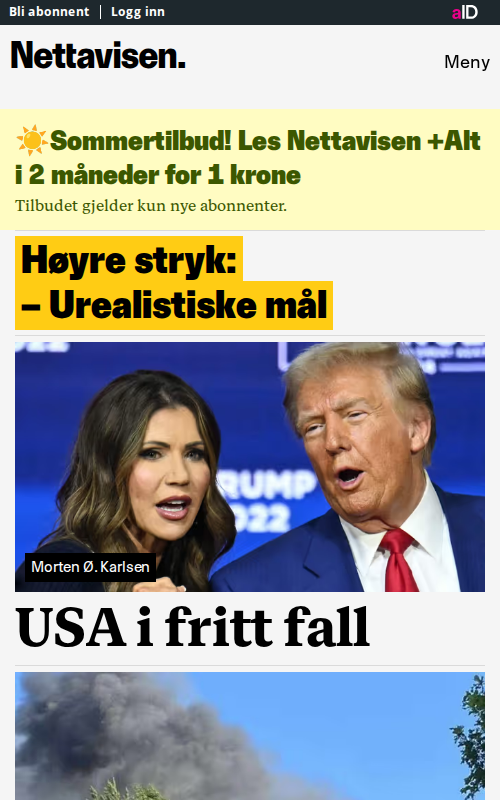 Bli abonnent
Logg inn
aID
Nettavisen.
Meny
☀️Sommertilbud! Les Nettavisen +Alt
i 2 måneder for 1 krone
Tilbudet gjelder kun nye abonnenter.
Høyre stryk:
– Urealistiske mål
RUMP
022
Morten Ø. Karlsen
USA i fritt fall